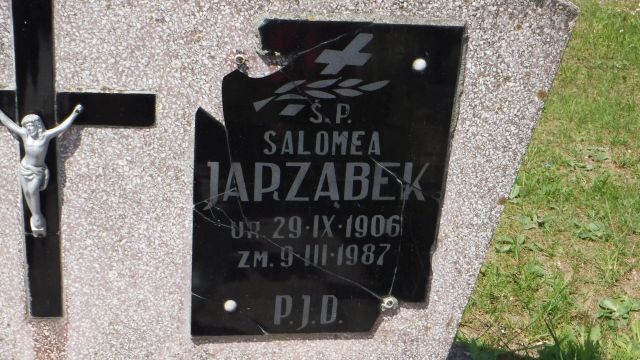 Ś.P.
SALOMEA
JARZĄBEK
UR. 29·IX·1906
ZM. 9·III·1987
P.J.D.